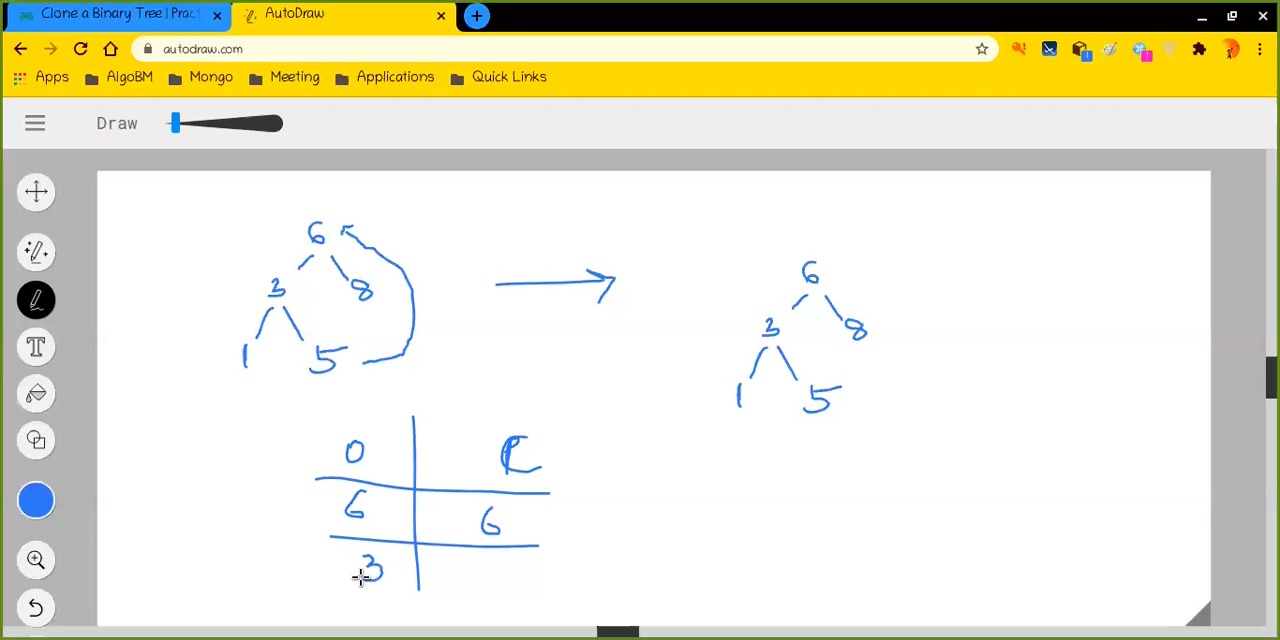 Clone a Binary Tree | Pract
AutoDraw
autodraw.com
Apps AlgoBM Mongo Meeting Applications Quick Links
Draw
6
3 8
1 5
6
3 8
1 5
O C
6 6
3